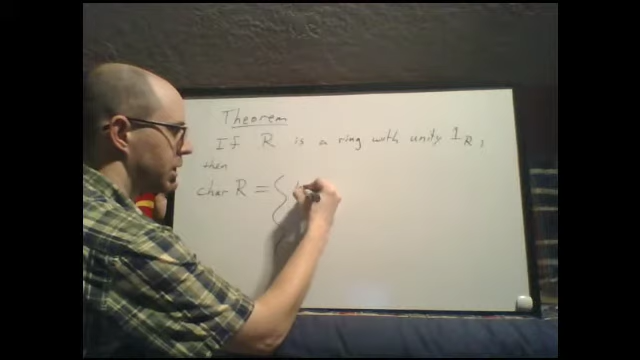 Theorem
If R is a ring with unity 1_R,
then
char R = {